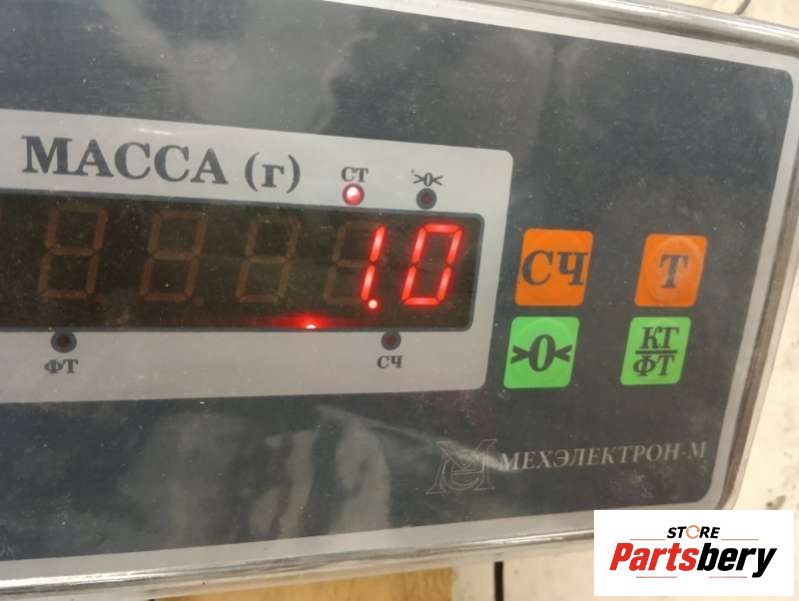 МАССА (г)
СТ
>0<
1.0
ФТ
СЧ
СЧ
Т
>0<
КГ
ФТ
МЕХЭЛЕКТРОН-М
STORE
Partsbery